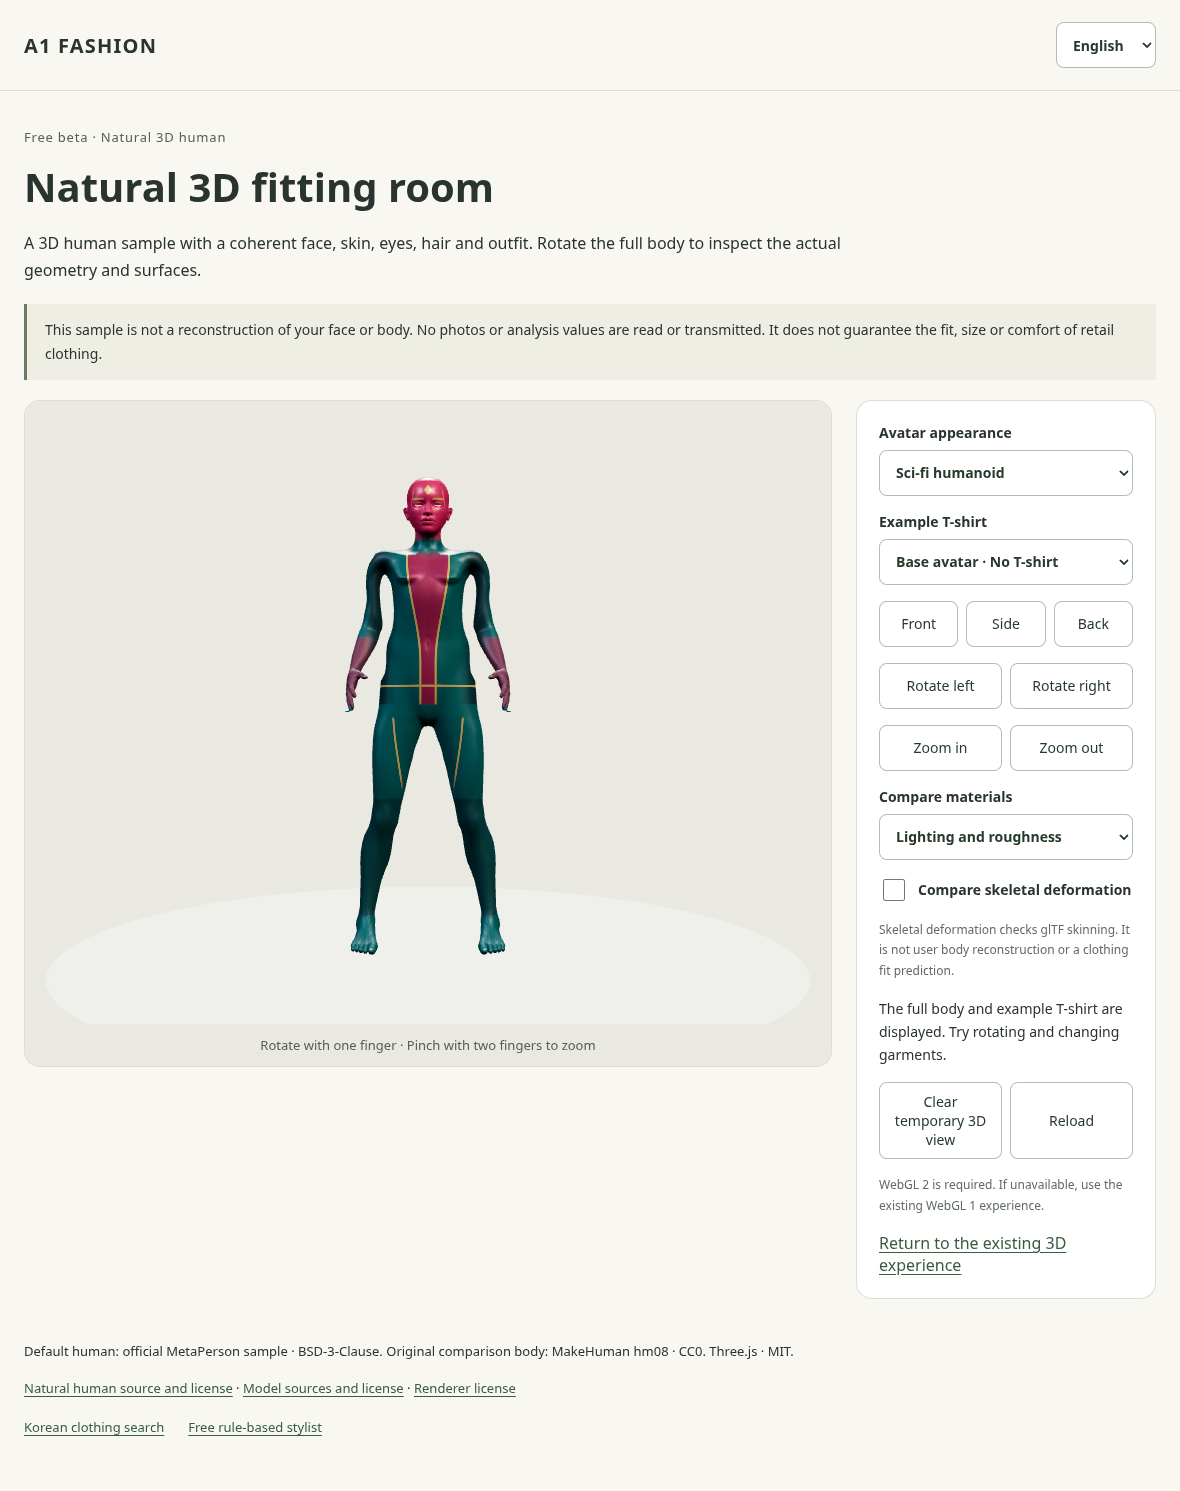 A1 FASHION
English
Free beta · Natural 3D human
Natural 3D fitting room
A 3D human sample with a coherent face, skin, eyes, hair and outfit. Rotate the full body to inspect the actual
geometry and surfaces.
This sample is not a reconstruction of your face or body. No photos or analysis values are read or transmitted. It does not guarantee the fit, size or comfort of retail
clothing.
Rotate with one finger · Pinch with two fingers to zoom
Avatar appearance
Sci-fi humanoid
Example T-shirt
Base avatar · No T-shirt
Front
Side
Back
Rotate left
Rotate right
Zoom in
Zoom out
Compare materials
Lighting and roughness
Compare skeletal deformation
Skeletal deformation checks glTF skinning. It
is not user body reconstruction or a clothing
fit prediction.
The full body and example T-shirt are
displayed. Try rotating and changing
garments.
Clear
temporary 3D
view
Reload
WebGL 2 is required. If unavailable, use the
existing WebGL 1 experience.
Return to the existing 3D
experience
Default human: official MetaPerson sample · BSD-3-Clause. Original comparison body: MakeHuman hm08 · CC0. Three.js · MIT.
Natural human source and license · Model sources and license · Renderer license
Korean clothing search
Free rule-based stylist